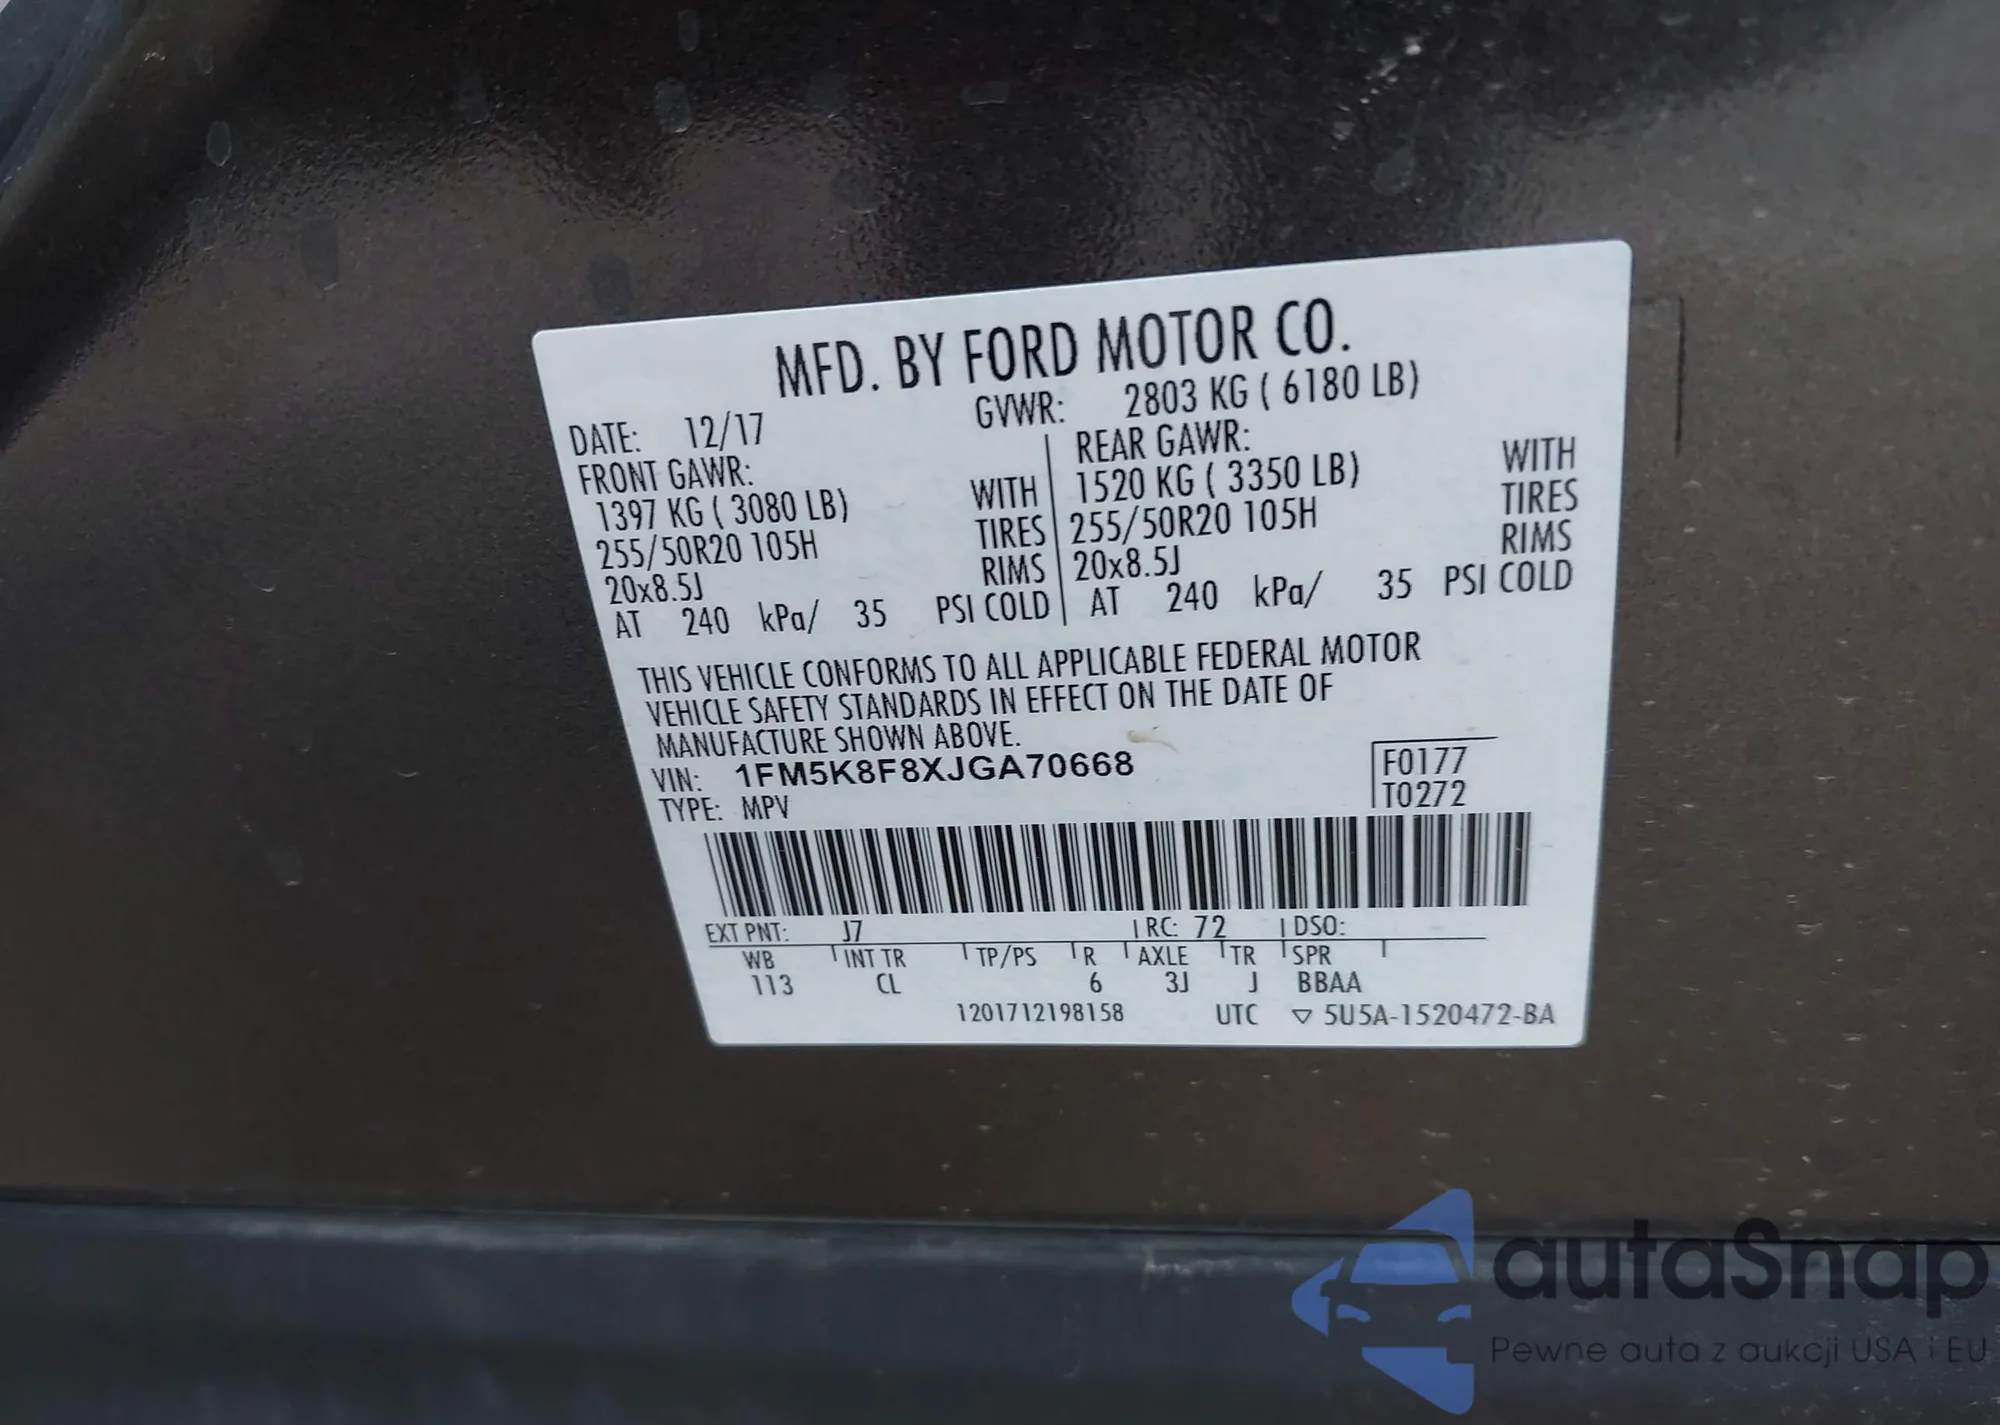 MFD. BY FORD MOTOR CO.
DATE: 12/17 GVWR: 2803 KG ( 6180 LB)
FRONT GAWR: REAR GAWR:
1397 KG ( 3080 LB) WITH 1520 KG ( 3350 LB) WITH
255/50R20 105H TIRES 255/50R20 105H TIRES
20x8.5J RIMS 20x8.5J RIMS
AT 240 kPa/ 35 PSI COLD AT 240 kPa/ 35 PSI COLD
THIS VEHICLE CONFORMS TO ALL APPLICABLE FEDERAL MOTOR
VEHICLE SAFETY STANDARDS IN EFFECT ON THE DATE OF
MANUFACTURE SHOWN ABOVE.
VIN: 1FM5K8F8XJGA70668 F0177
TYPE: MPV T0272
EXT PNT: J7 RC: 72 DSO:
WB INT TR TP/PS R AXLE TR SPR
113 CL 6 3J J BBAA
1201712198158 UTC ▽ 5U5A-1520472-BA
autaSnap
Pewne auta z aukcji USA i EU